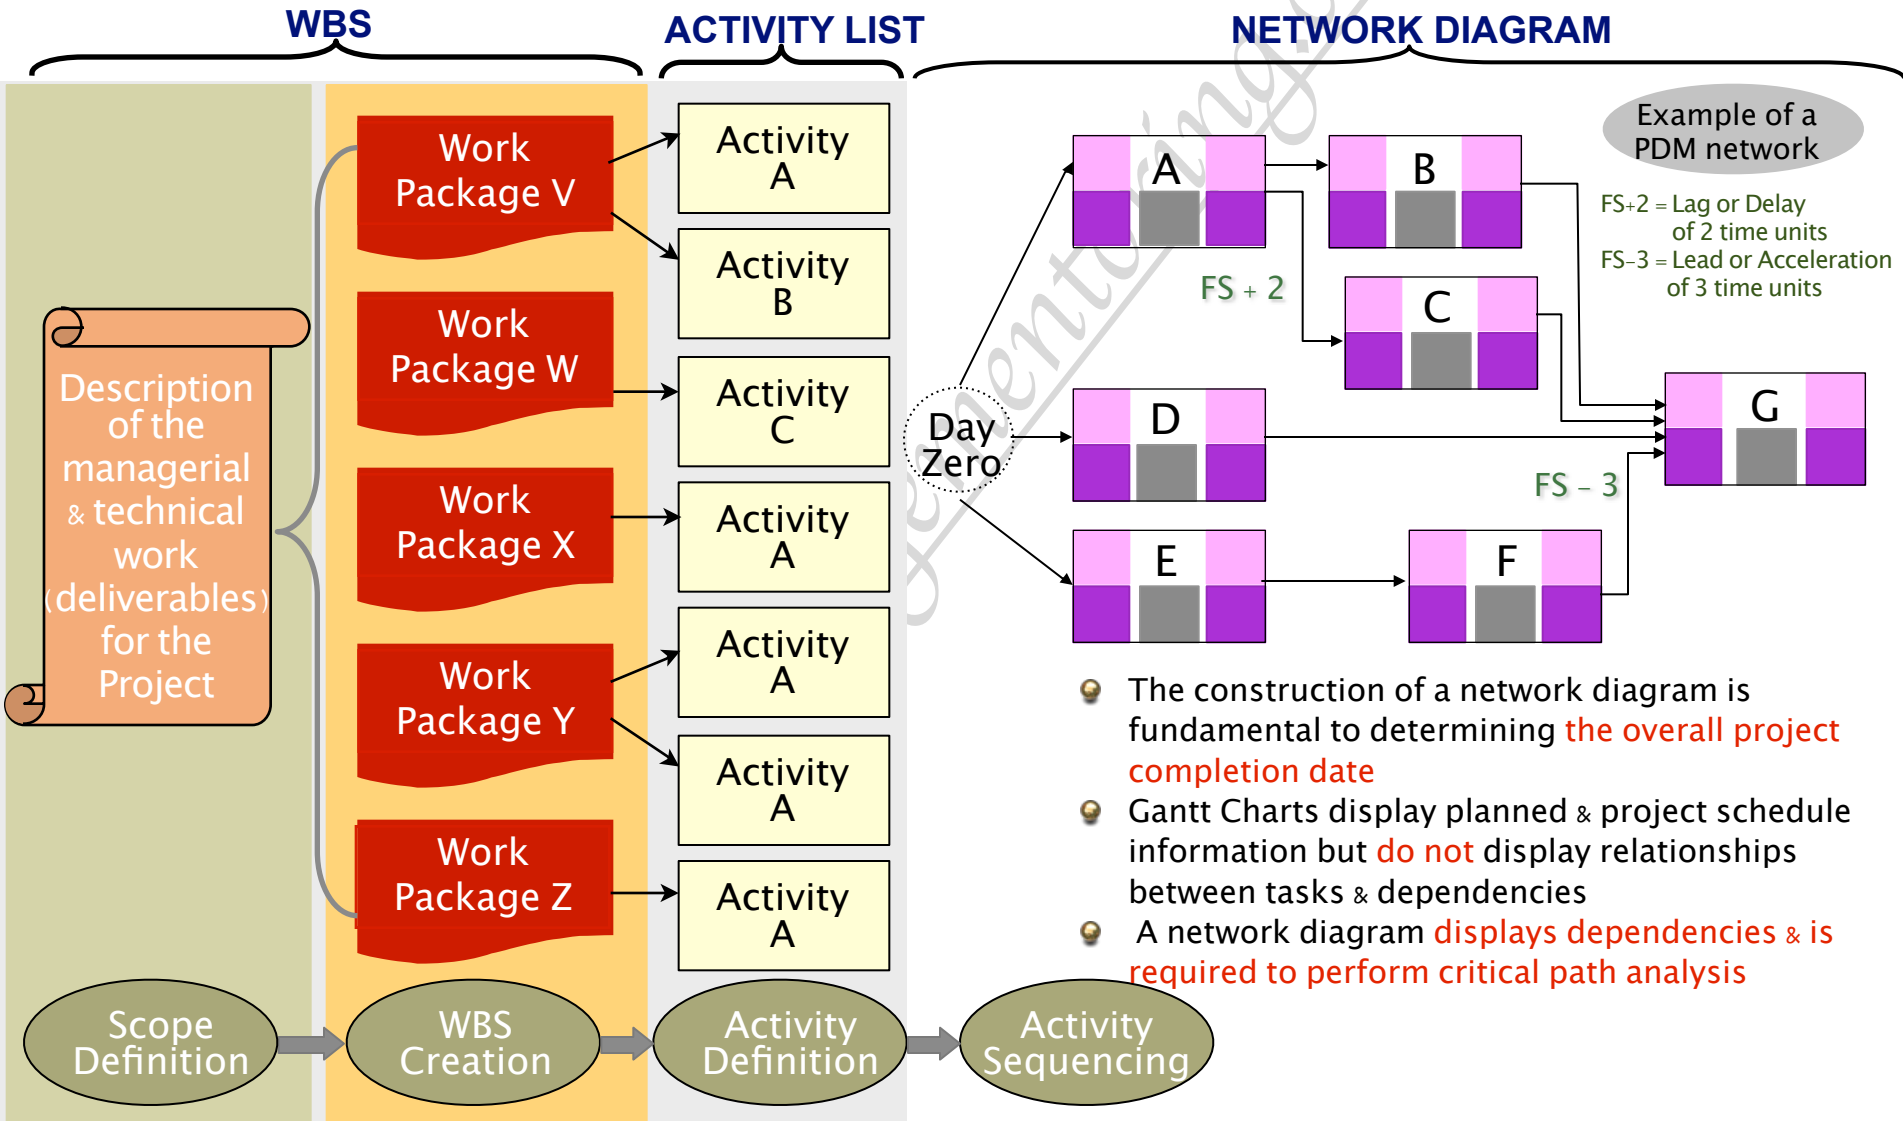 WBS
ACTIVITY LIST
NETWORK DIAGRAM
Description
of the
managerial
& technical
work
(deliverables)
for the
Project
Work
Package V
Work
Package W
Work
Package X
Work
Package Y
Work
Package Z
Activity
A
Activity
B
Activity
C
Activity
A
Activity
A
Activity
A
Activity
A
Day
Zero
A
B
C
D
E
F
G
FS + 2
FS – 3
Example of a
PDM network
FS+2 = Lag or Delay
of 2 time units
FS–3 = Lead or Acceleration
of 3 time units
The construction of a network diagram is
fundamental to determining the overall project
completion date
Gantt Charts display planned & project schedule
information but do not display relationships
between tasks & dependencies
A network diagram displays dependencies & is
required to perform critical path analysis
Scope
Definition
WBS
Creation
Activity
Definition
Activity
Sequencing